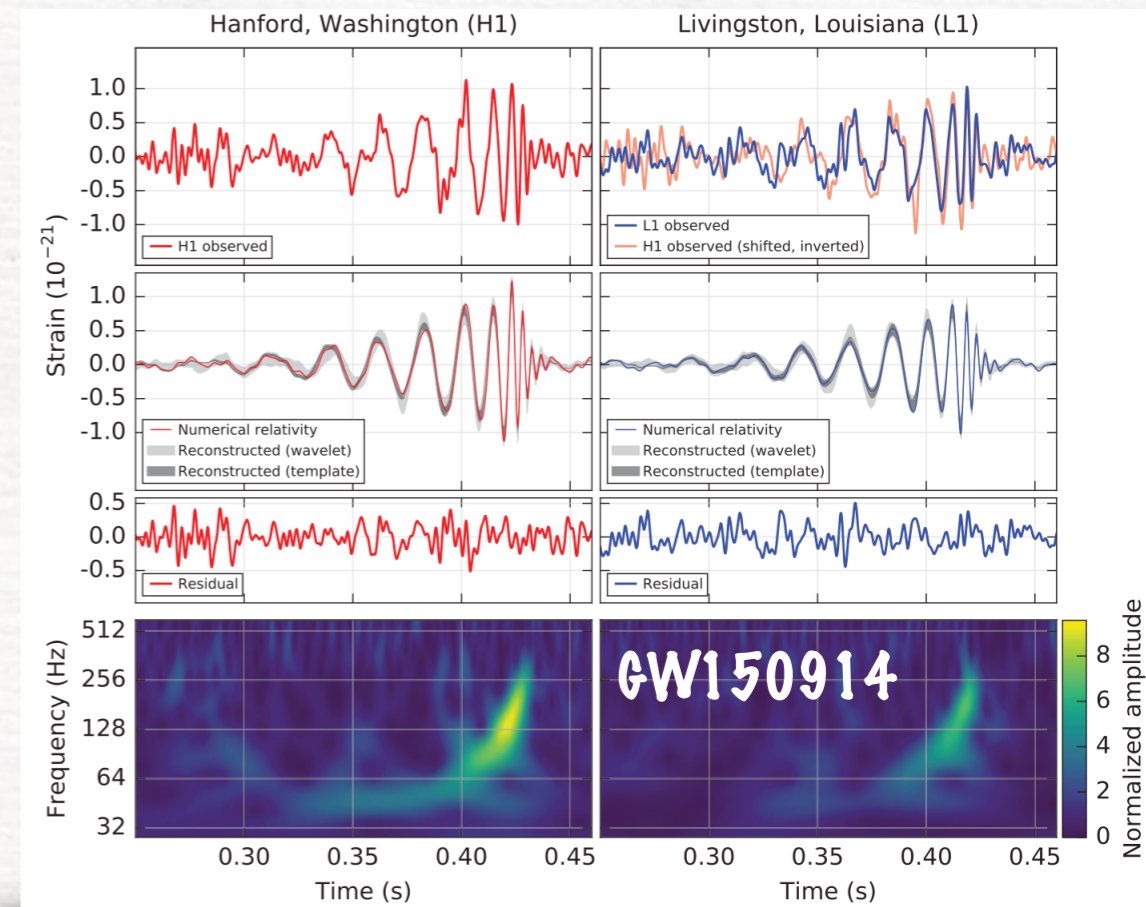 Hanford, Washington (H1)
Livingston, Louisiana (L1)
Strain (10⁻²¹)
1.0
0.5
0.0
-0.5
-1.0
H1 observed
L1 observed
H1 observed (shifted, inverted)
1.0
0.5
0.0
-0.5
-1.0
Numerical relativity
Reconstructed (wavelet)
Reconstructed (template)
Numerical relativity
Reconstructed (wavelet)
Reconstructed (template)
0.5
0.0
-0.5
Residual
Residual
Frequency (Hz)
512
256
128
64
32
GW150914
Normalized amplitude
8
6
4
2
0
0.30 0.35 0.40 0.45
0.30 0.35 0.40 0.45
Time (s)
Time (s)